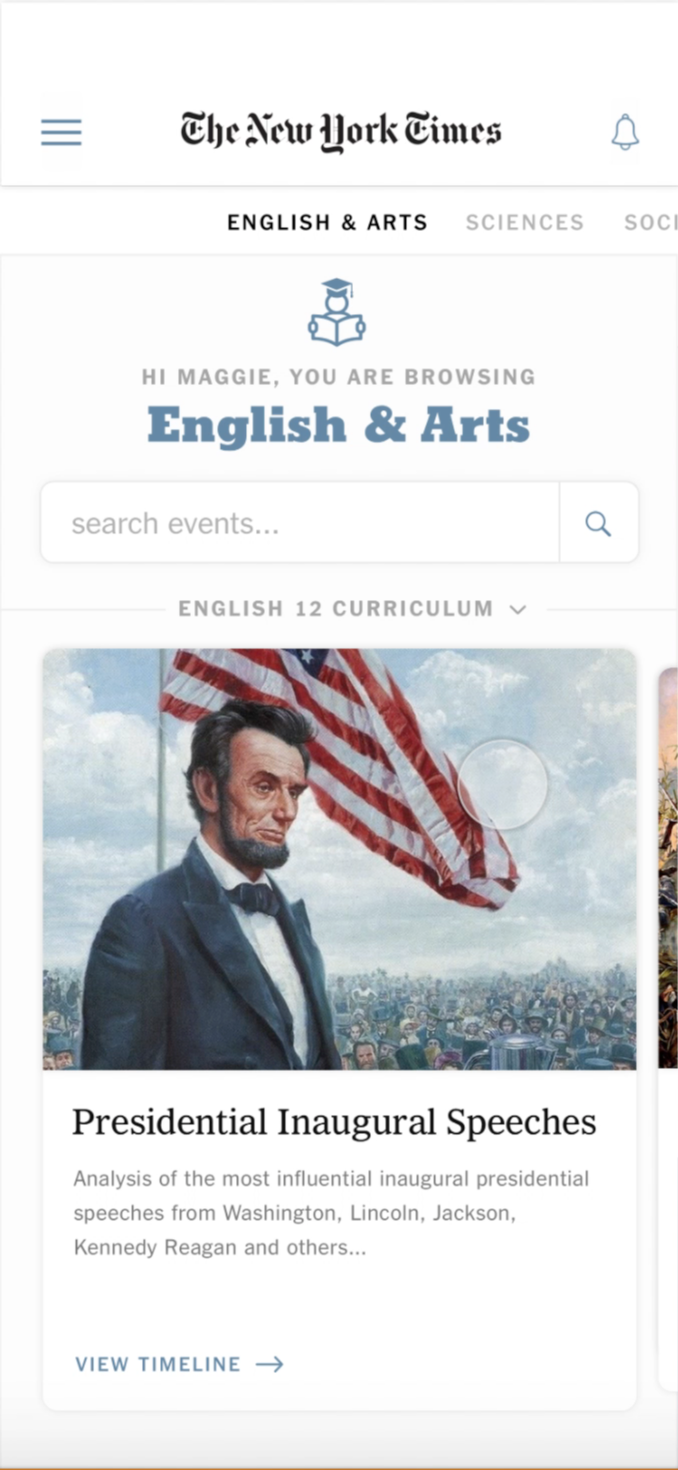 The New York Times
ENGLISH & ARTS SCIENCES
HI MAGGIE, YOU ARE BROWSING
English & Arts
search events...
ENGLISH 12 CURRICULUM
Presidential Inaugural Speeches
Analysis of the most influential inaugural presidential
speeches from Washington, Lincoln, Jackson,
Kennedy Reagan and others...
VIEW TIMELINE